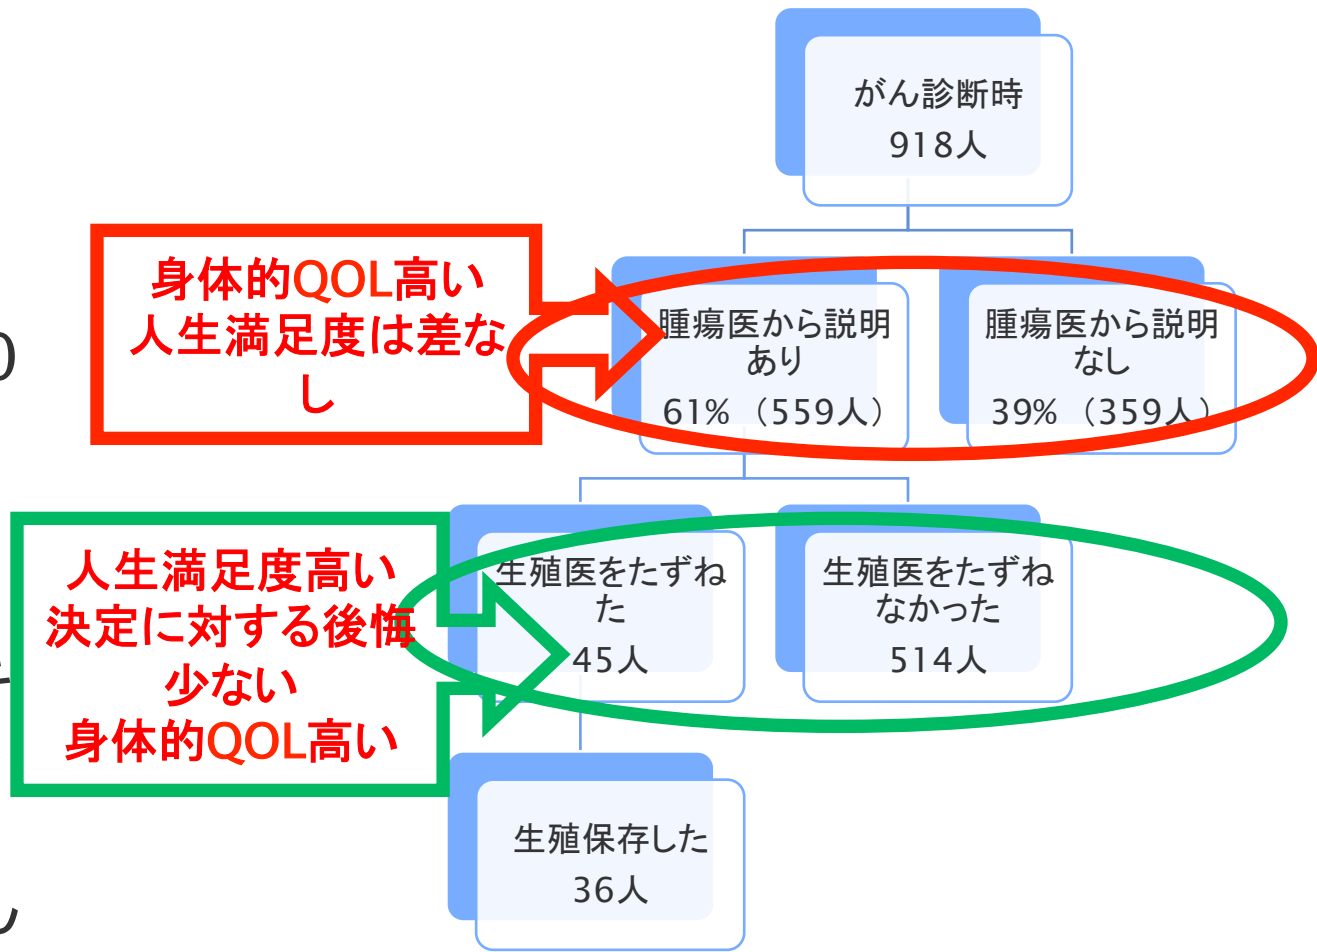 がん診断時
918人
身体的QOL高い
人生満足度は差な
し
腫瘍医から説明
あり
61%（559人）
腫瘍医から説明
なし
39%（359人）
人生満足度高い
決定に対する後悔
少ない
身体的QOL高い
生殖医をたずね
た
45人
生殖医をたずね
なかった
514人
生殖保存した
36人
ん